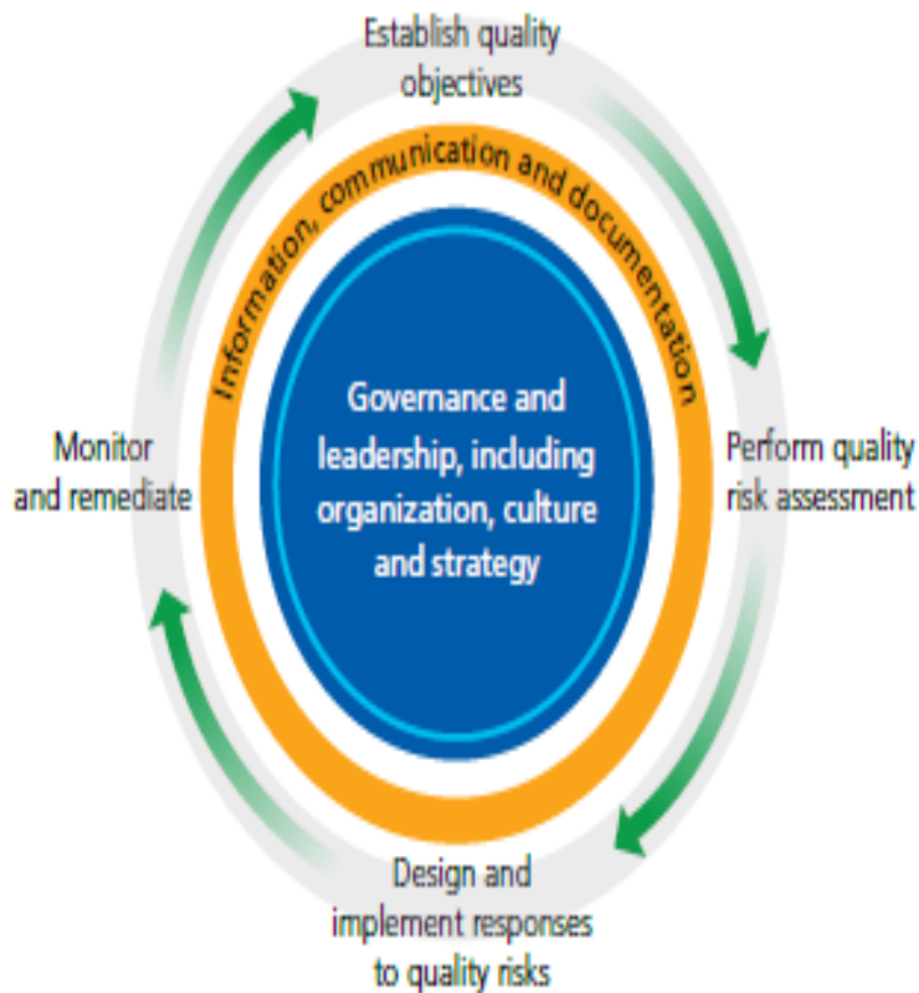 Establish quality
objectives
Information, communication and documentation
Governance and
leadership, including
organization, culture
and strategy
Monitor
and remediate
Perform quality
risk assessment
Design and
implement responses
to quality risks